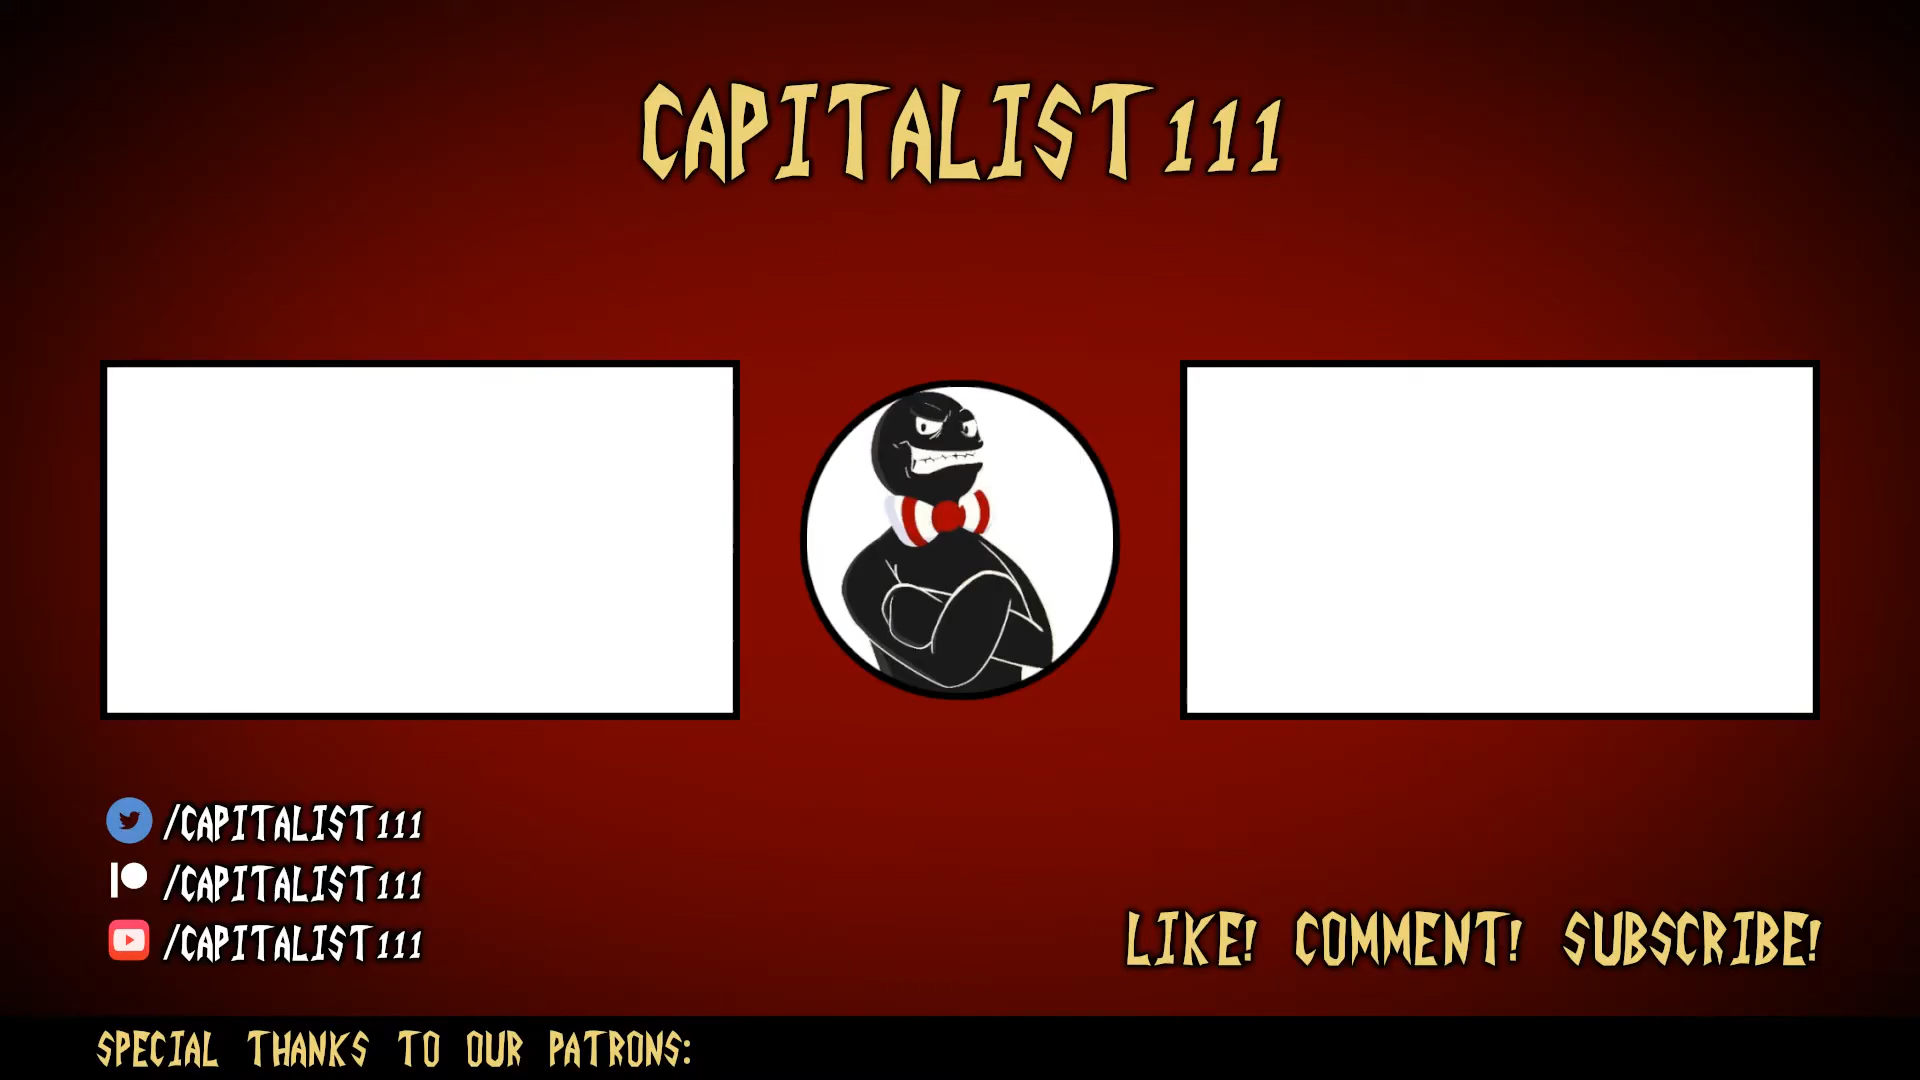 CAPITALIST111
/CAPITALIST111
/CAPITALIST111
/CAPITALIST111
LIKE! COMMENT! SUBSCRIBE!
SPECIAL THANKS TO OUR PATRONS: